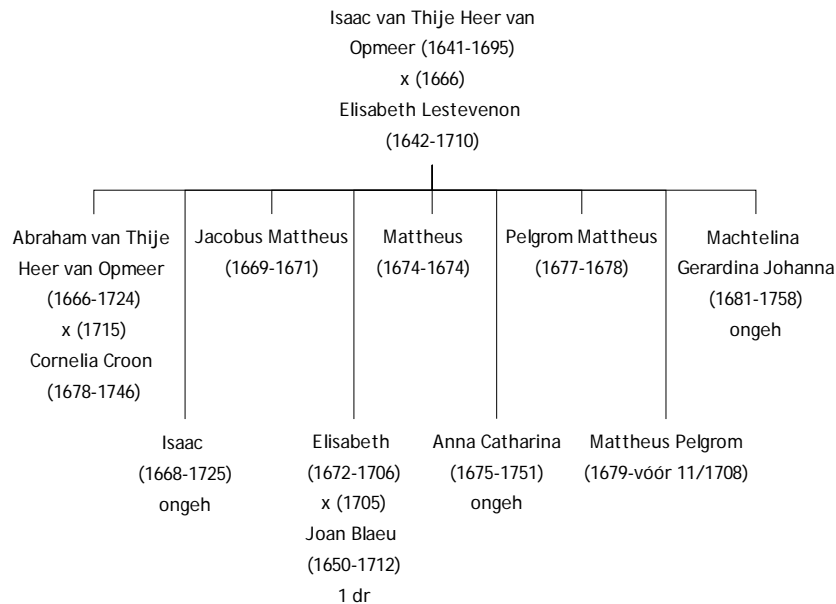 Isaac van Thije Heer van
Opmeer (1641-1695)
x (1666)
Elisabeth Lestevenon
(1642-1710)
Abraham van Thije
Heer van Opmeer
(1666-1724)
x (1715)
Cornelia Croon
(1678-1746)
Jacobus Mattheus
(1669-1671)
Mattheus
(1674-1674)
Pelgrom Mattheus
(1677-1678)
Machtelina
Gerardina Johanna
(1681-1758)
ongeh
Isaac
(1668-1725)
ongeh
Elisabeth
(1672-1706)
x (1705)
Joan Blaeu
(1650-1712)
1 dr
Anna Catharina
(1675-1751)
ongeh
Mattheus Pelgrom
(1679-vóór 11/1708)